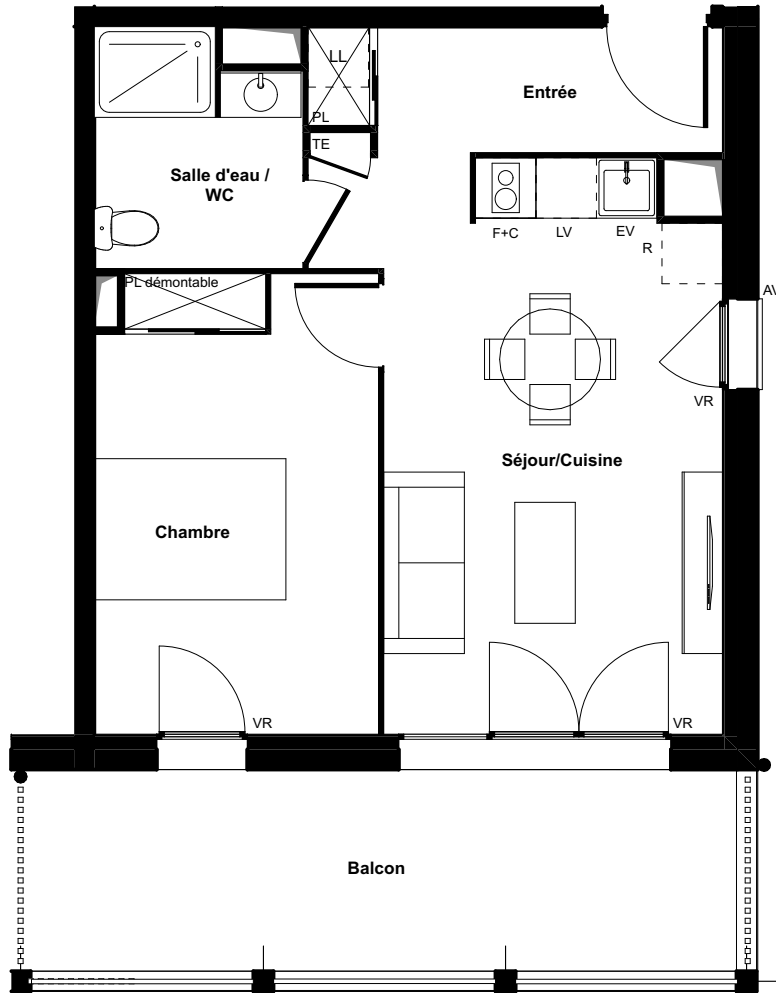 LL
Entrée
PL
TE
Salle d'eau /
WC
F+C
LV
EV
R
PL démontable
AV
VR
Séjour/Cuisine
Chambre
VR
VR
Balcon